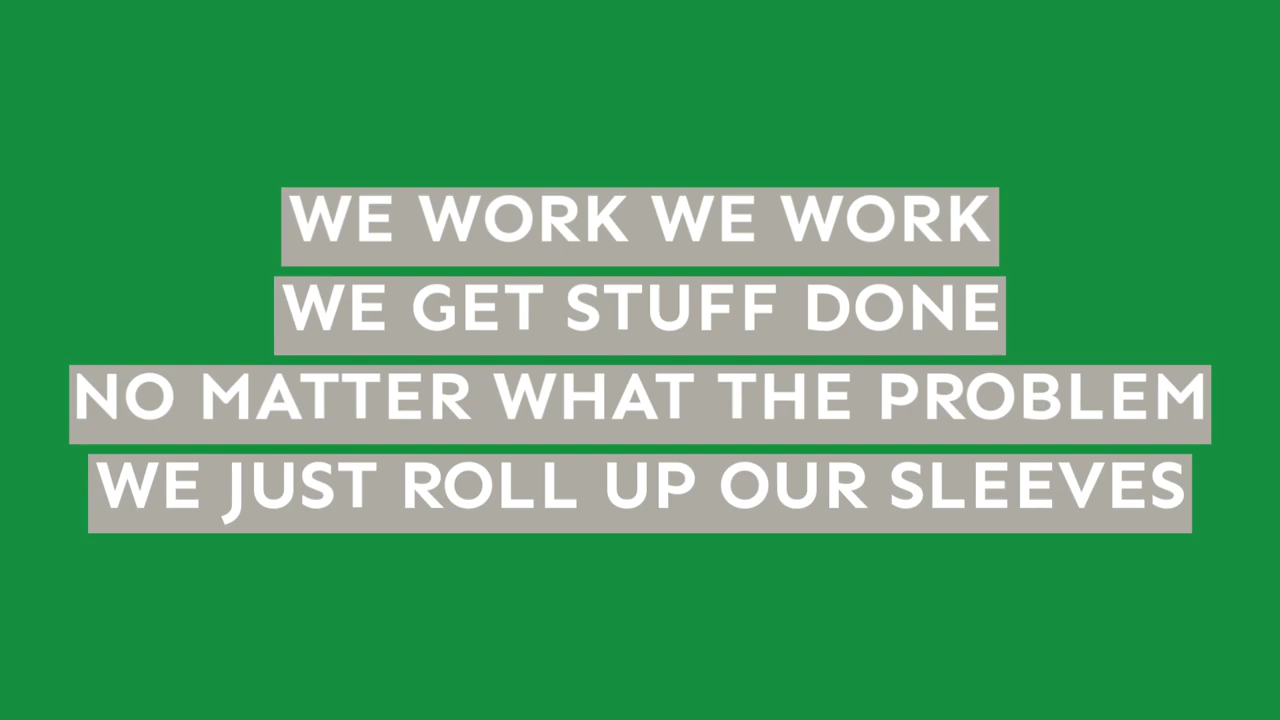 WE WORK WE WORK
WE GET STUFF DONE
NO MATTER WHAT THE PROBLEM
WE JUST ROLL UP OUR SLEEVES